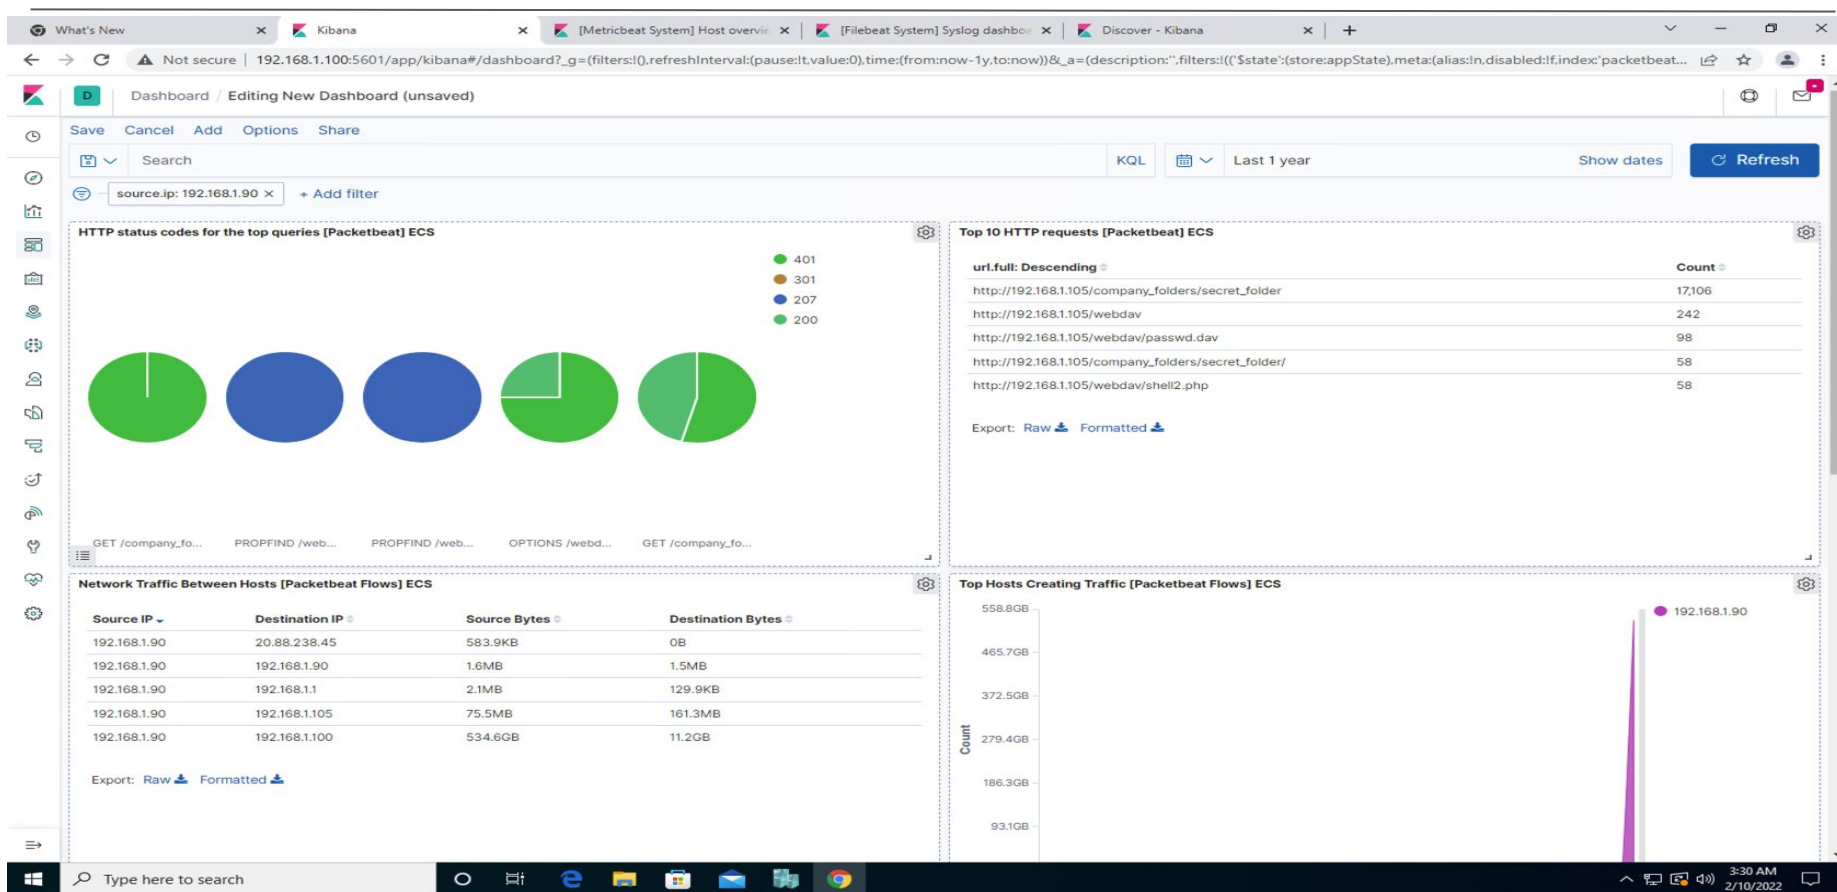 What's New
Kibana
[Metricbeat System] Host overvie
[Filebeat System] Syslog dashboa
Discover - Kibana
Not secure | 192.168.1.100:5601/app/kibana#/dashboard?_g=(filters:!(),refreshInterval:(pause:!t,value:0),time:(from:now-1y,to:now))&_a=(description:'',filters:!(('$state':(store:appState),meta:(alias:!n,disabled:!f,index:'packetbeat...
D
Dashboard / Editing New Dashboard (unsaved)
Save Cancel Add Options Share
Search
KQL
Last 1 year
Show dates
Refresh
source.ip: 192.168.1.90 ×
+ Add filter
HTTP status codes for the top queries [Packetbeat] ECS
401
301
207
200
GET /company_fo...
PROPFIND /web...
PROPFIND /web...
OPTIONS /webd...
GET /company_fo...
Top 10 HTTP requests [Packetbeat] ECS
url.full: Descending Count
http://192.168.1.105/company_folders/secret_folder 17,106
http://192.168.1.105/webdav 242
http://192.168.1.105/webdav/passwd.dav 98
http://192.168.1.105/company_folders/secret_folder/ 58
http://192.168.1.105/webdav/shell2.php 58
Export: Raw Formatted
Network Traffic Between Hosts [Packetbeat Flows] ECS
Source IP Destination IP Source Bytes Destination Bytes
192.168.1.90 20.88.238.45 583.9KB 0B
192.168.1.90 192.168.1.90 1.6MB 1.5MB
192.168.1.90 192.168.1.1 2.1MB 129.9KB
192.168.1.90 192.168.1.105 75.5MB 161.3MB
192.168.1.90 192.168.1.100 534.6GB 11.2GB
Export: Raw Formatted
Top Hosts Creating Traffic [Packetbeat Flows] ECS
558.8GB
465.7GB
372.5GB
279.4GB
186.3GB
93.1GB
Count
192.168.1.90
Type here to search
3:30 AM
2/10/2022